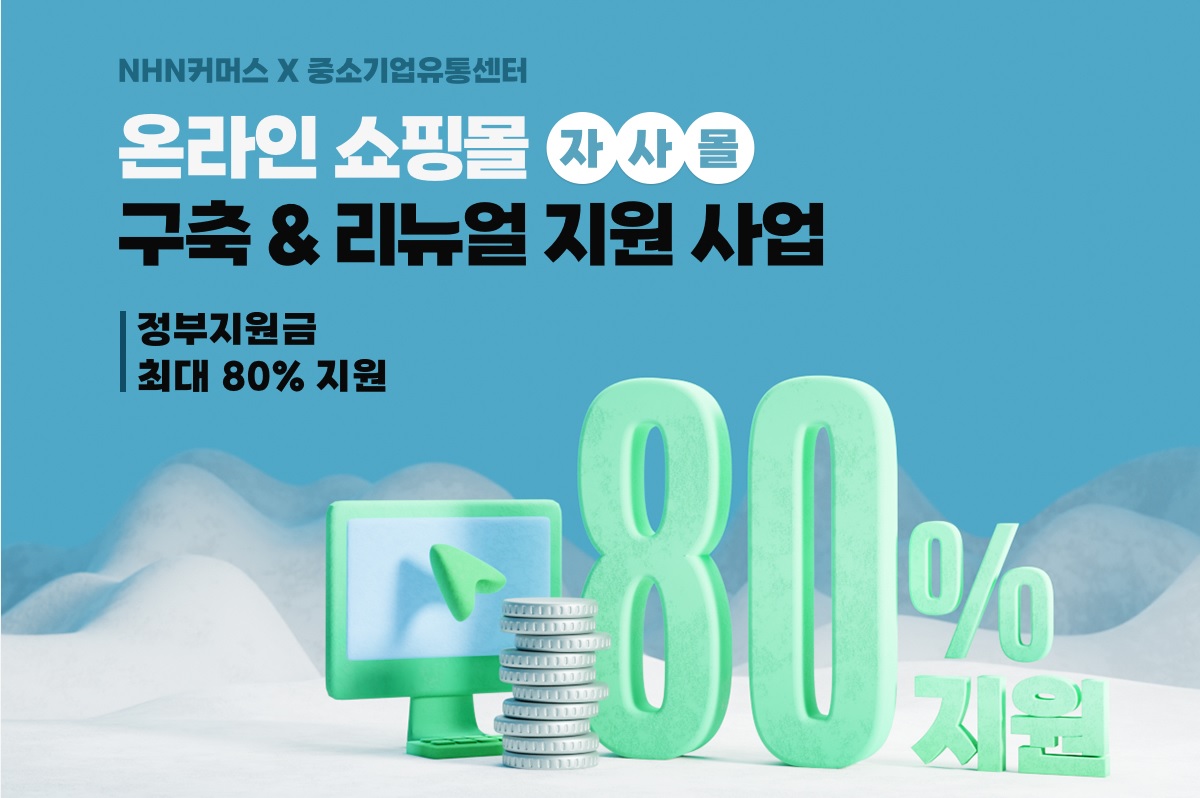 NHN커머스 X 중소기업유통센터
온라인 쇼핑몰 자사몰
구축 & 리뉴얼 지원 사업
정부지원금
최대 80% 지원
80%
지원